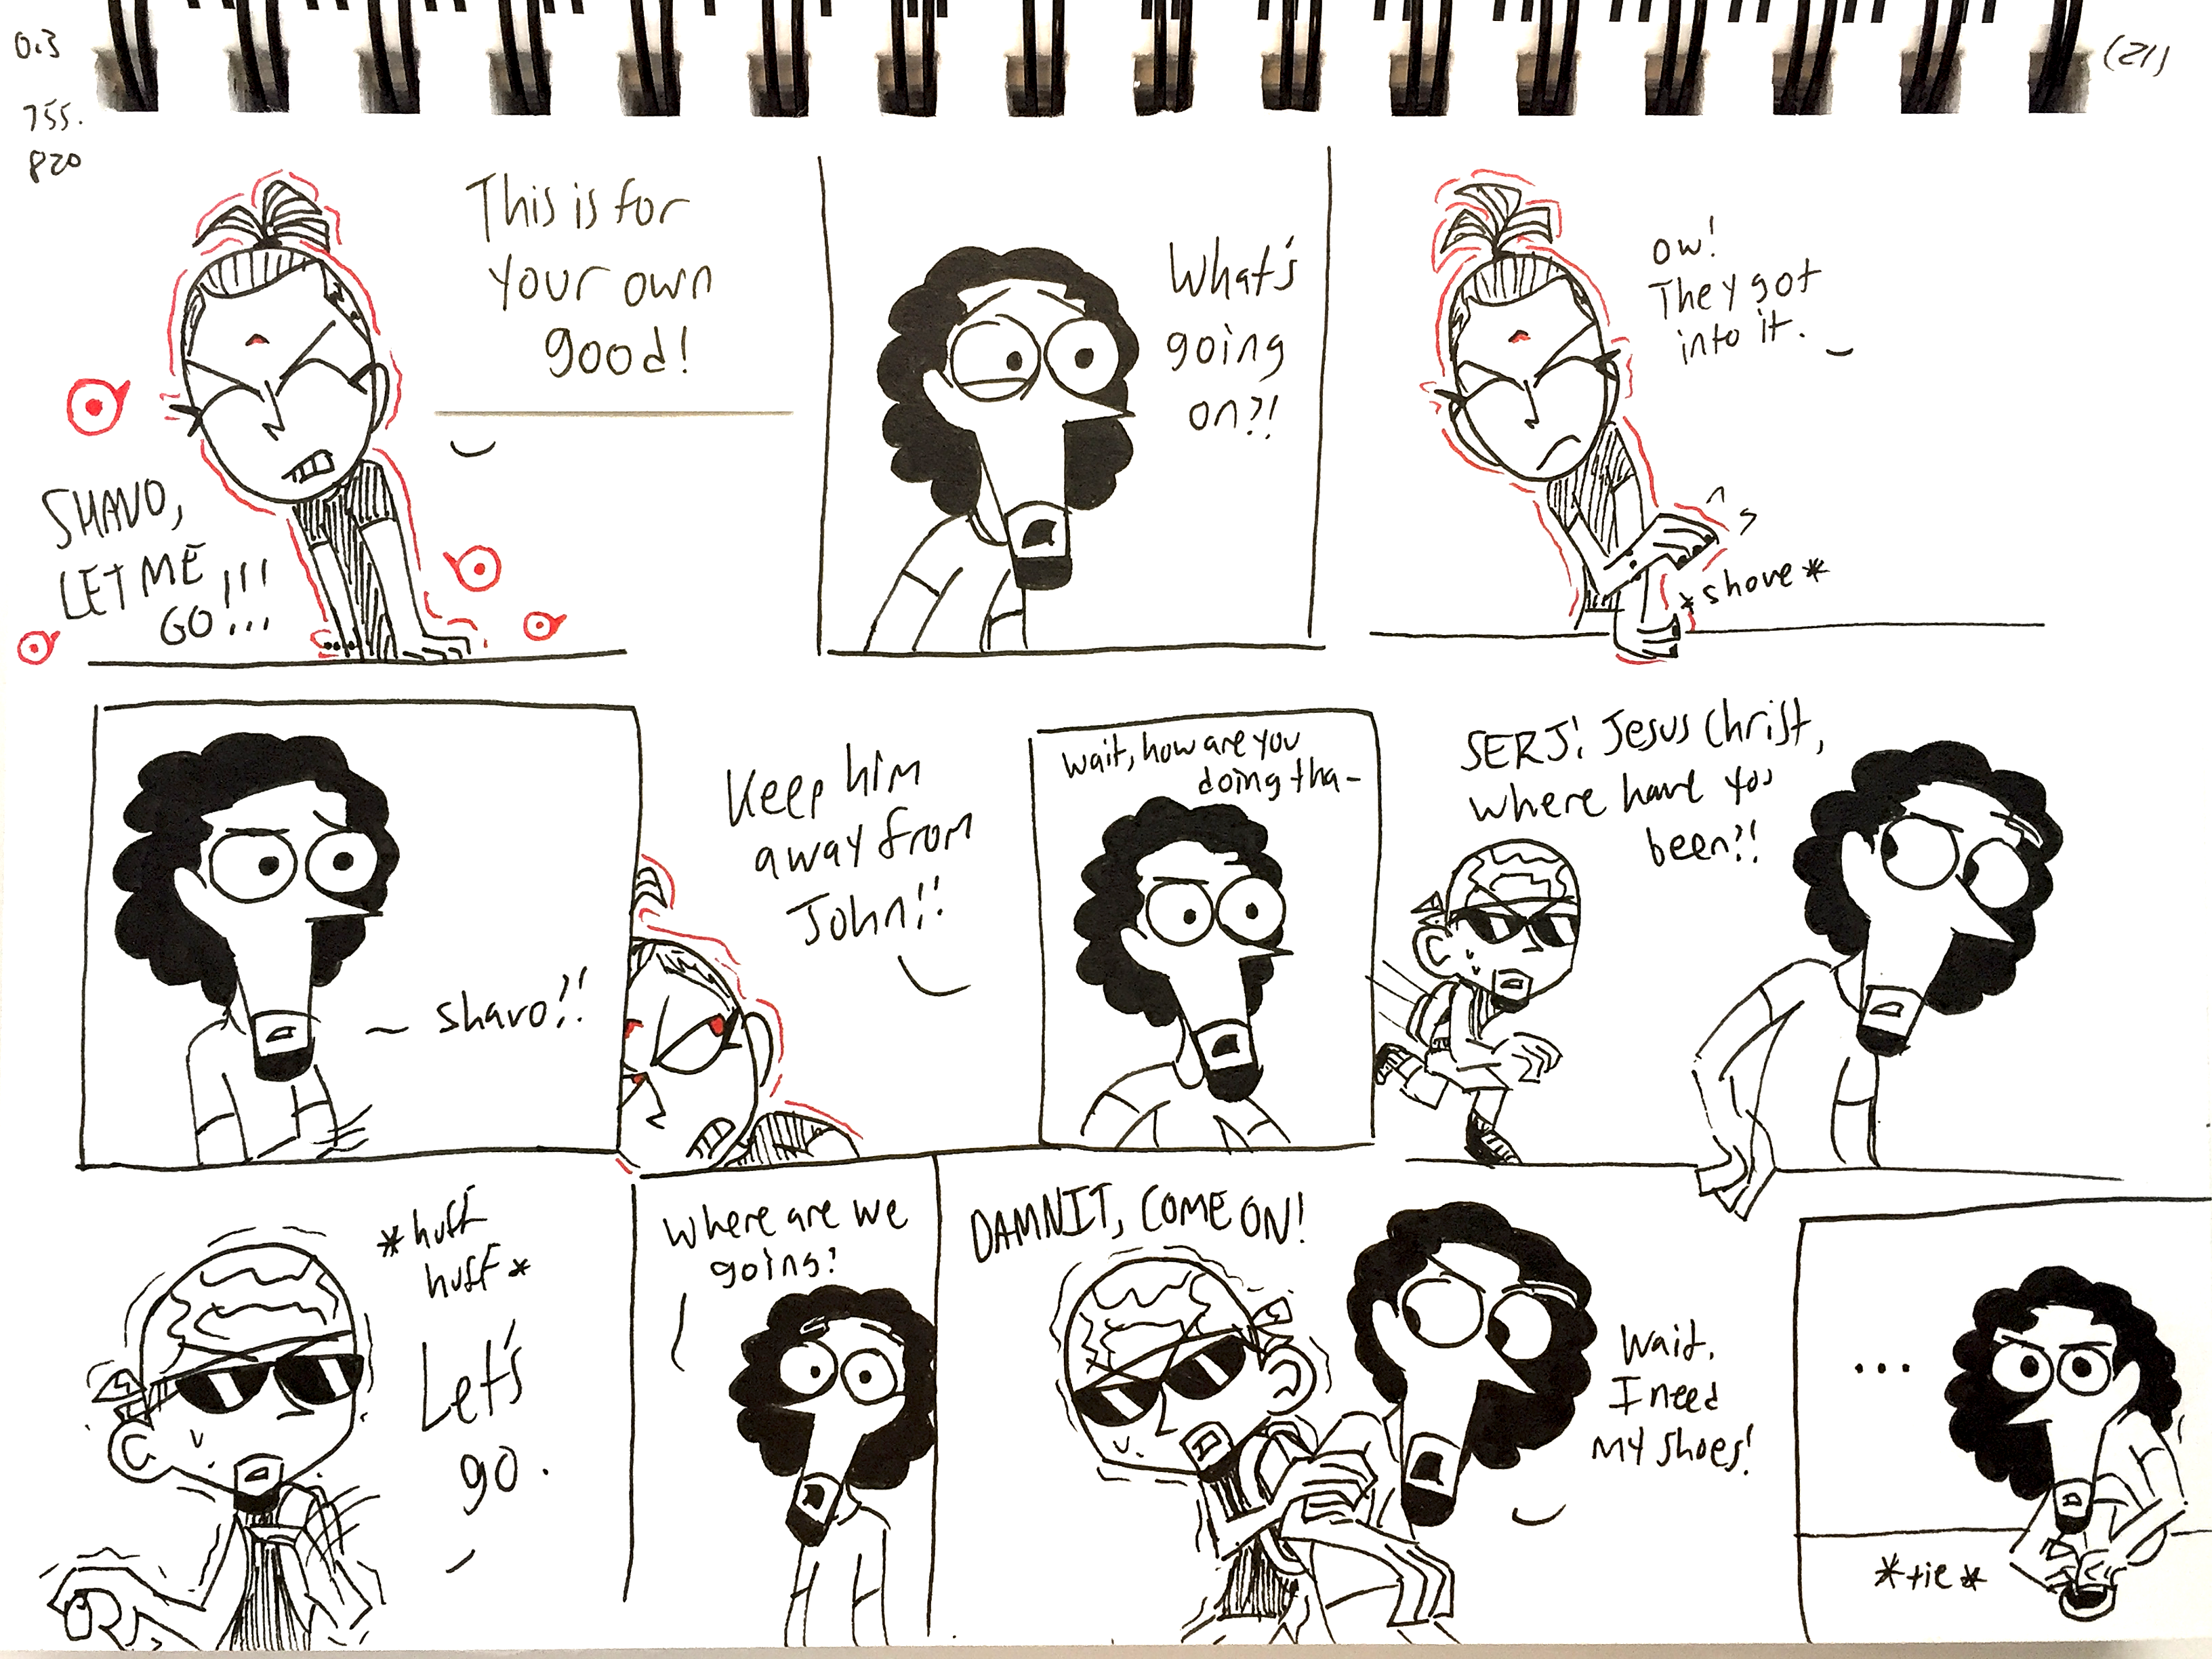 0.3
755.
820
(21)
This is for
your own
good!
SHAVO,
LET ME
GO!!!
What's
going
on?!
ow!
They got
into it.
*shove*
shavo!!
Keep him
away from
John!!
Wait, how are you
doing tha-
SERJ! Jesus Christ,
where have you
been?!
*huff
huff*
Let's
go.
Where are we
going?
DAMNIT, COME ON!
Wait.
I need
my shoes!
...
*tie*